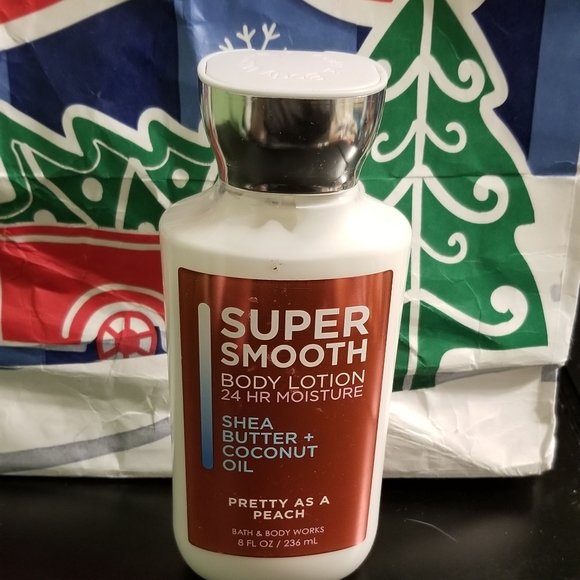 SUPER
SMOOTH
BODY LOTION
24 HR MOISTURE
SHEA
BUTTER +
COCONUT
OIL
PRETTY AS A
PEACH
BATH & BODY WORKS
8 FL OZ / 236 mL